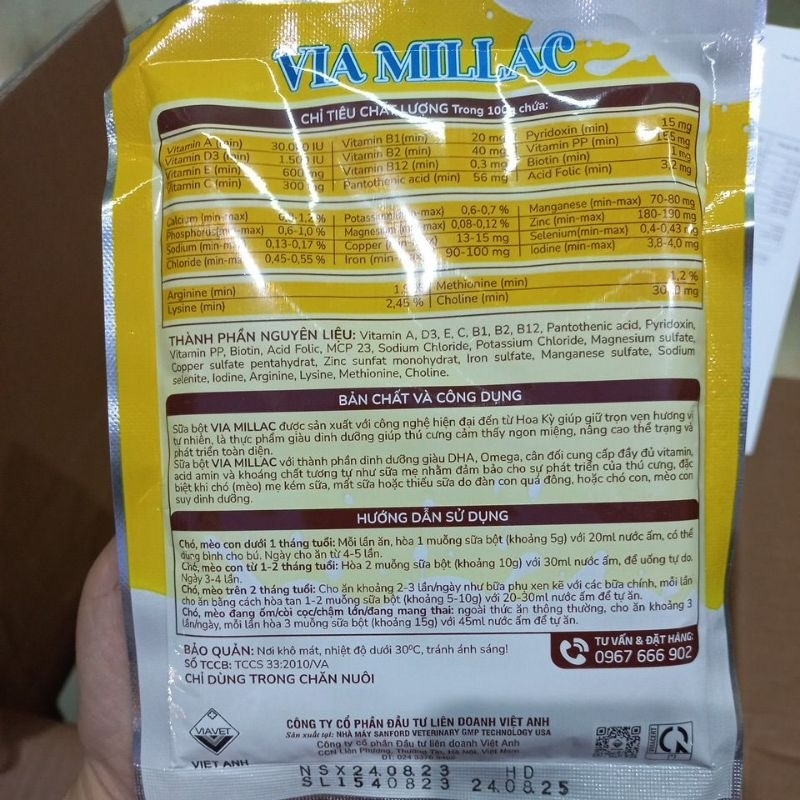 VIA MILLAC
CHỈ TIÊU CHẤT LƯỢNG Trong 100g chứa:
Vitamin A (min) 30.000 IU Vitamin B1(min) 20 mg Pyridoxin (min) 15 mg
Vitamin D3 (min) 1.500 IU Vitamin B2 (min) 40 mg Vitamin PP (min) mg
Vitamin E (min) 600 mg Vitamin B12 (min) 0,3 mg Biotin (min) 1 mg
Vitamin C (min) 300 mg Pantothenic acid (min) 56 mg Acid Folic (min) 3,2 mg
Calcium (min-max) Potassium(min-max) 0,6-0,7 % Manganese (min-max) 70-80 mg
Phosphorus(min-max) 0,6-1,0 % Magnesium(min-max) 0,08-0,12 % Zinc (min-max) 180-190 mg
Sodium (min-max) 0,13-0,17 % Copper 13-15 mg Selenium(min-max) 0,4-0,43 mg
Chloride (min-max) 0,45-0,55 % Iron (min-max) 90-100 mg Iodine (min-max) 3,8-4,0 mg
Arginine (min) Methionine (min) 1,2 %
Lysine (min) 2,45 % Choline (min) mg
THÀNH PHẦN NGUYÊN LIỆU: Vitamin A, D3, E, C, B1, B2, B12, Pantothenic acid, Pyridoxin,
Vitamin PP, Biotin, Acid Folic, MCP 23, Sodium Chloride, Potassium Chloride, Magnesium sulfate,
Copper sulfate pentahydrat, Zinc sunfat monohydrat, Iron sulfate, Manganese sulfate, Sodium
selenite, Iodine, Arginine, Lysine, Methionine, Choline.
BẢN CHẤT VÀ CÔNG DỤNG
Sữa bột VIA MILLAC được sản xuất với công nghệ hiện đại đến từ Hoa Kỳ giúp giữ trọn vẹn hương vị
tự nhiên, là thực phẩm giàu dinh dưỡng giúp thú cưng cảm thấy ngon miệng, nâng cao thể trạng và
phát triển toàn diện.
Sữa bột VIA MILLAC với thành phần dinh dưỡng giàu DHA, Omega, cân đối cung cấp đầy đủ vitamin,
acid amin và khoáng chất tương tự như sữa mẹ nhằm đảm bảo cho sự phát triển của thú cưng, đặc
biệt khi chó (mèo) mẹ kém sữa, mất sữa hoặc thiếu sữa do đàn con quá đông, hoặc chó con, mèo con
suy dinh dưỡng.
HƯỚNG DẪN SỬ DỤNG
Chó, mèo con dưới 1 tháng tuổi: Mỗi lần ăn, hòa 1 muỗng sữa bột (khoảng 5g) với 20ml nước ấm, có thể
dùng bình cho bú. Ngày cho ăn từ 4-5 lần.
Chó, mèo con từ 1-2 tháng tuổi: Hòa 2 muỗng sữa bột (khoảng 10g) với 30ml nước ấm, để uống tự do.
Ngày 3-4 lần.
Chó, mèo trên 2 tháng tuổi: Cho ăn khoảng 2-3 lần/ngày như bữa phụ xen kẽ với các bữa chính, mỗi lần
cho ăn bằng cách hòa tan 1-2 muỗng sữa bột (khoảng 5-10g) với 20-30ml nước ấm để tự ăn.
Chó, mèo đang ốm/còi cọc/chậm lớn/đang mang thai: ngoài thức ăn thông thường, cho ăn khoảng 3
lần/ngày, mỗi lần hòa 3 muỗng sữa bột (khoảng 15g) với 45ml nước ấm để tự ăn.
BẢO QUẢN: Nơi khô mát, nhiệt độ dưới 30⁰C, tránh ánh sáng!
SỐ TCCB: TCCS 33:2010/VA
CHỈ DÙNG TRONG CHĂN NUÔI
TƯ VẤN & ĐẶT HÀNG:
0967 666 902
VIAVET
VIỆT ANH
CÔNG TY CỔ PHẦN ĐẦU TƯ LIÊN DOANH VIỆT ANH
Sản xuất tại: NHÀ MÁY SANFORD VETERINARY GMP TECHNOLOGY USA
Công ty cổ phần Đầu tư liên doanh Việt Anh
CCN Liên Phương, Thường Tín, Hà Nội, Việt Nam
NSX24.08.23 HD
SL1540823 24.08.25